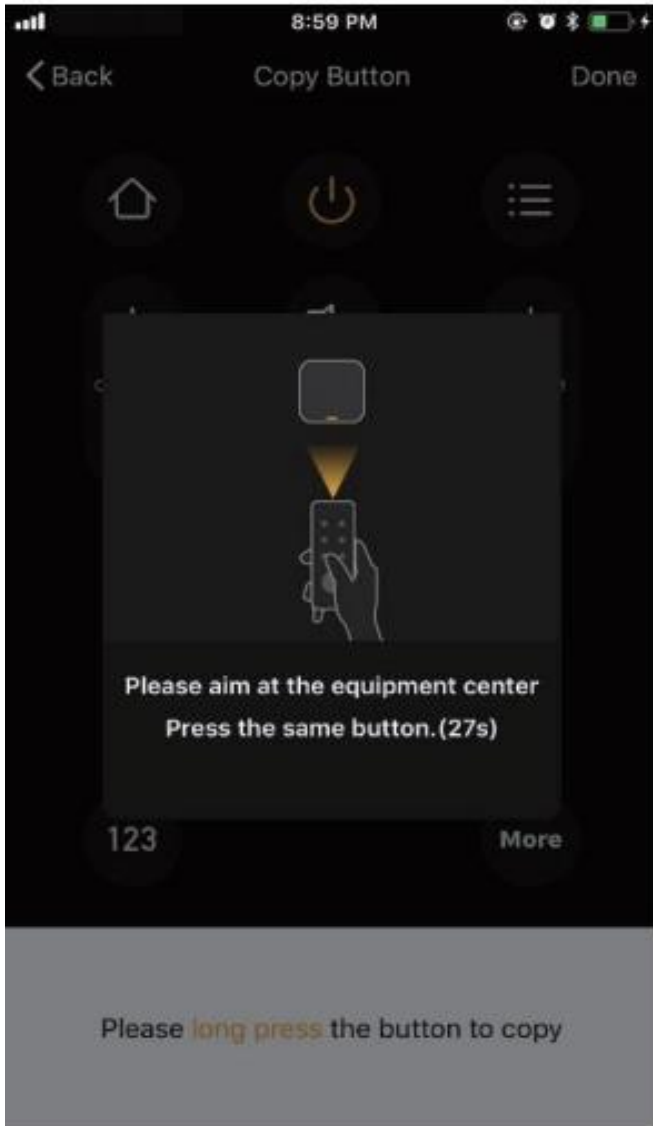 8:59 PM
Back
Copy Button
Done
Please aim at the equipment center
Press the same button.(27s)
123
More
Please long press the button to copy